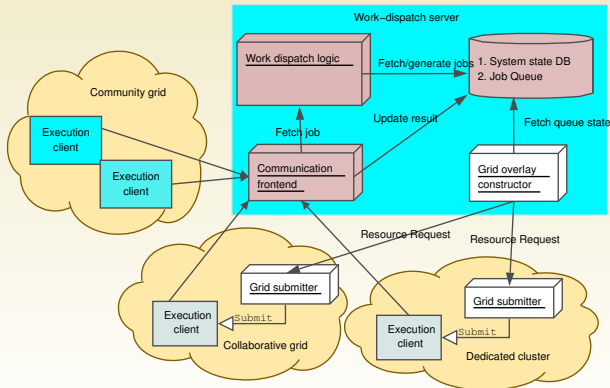 Work-dispatch server
Work dispatch logic
Fetch/generate jobs
1. System state DB
2. Job Queue
Community grid
Execution
client
Execution
client
Fetch job
Update result
Fetch queue state
Communication
frontend
Grid overlay
constructor
Resource Request
Resource Request
Grid submitter
Execution
client
Submit
Collaborative grid
Grid submitter
Execution
client
Submit
Dedicated cluster